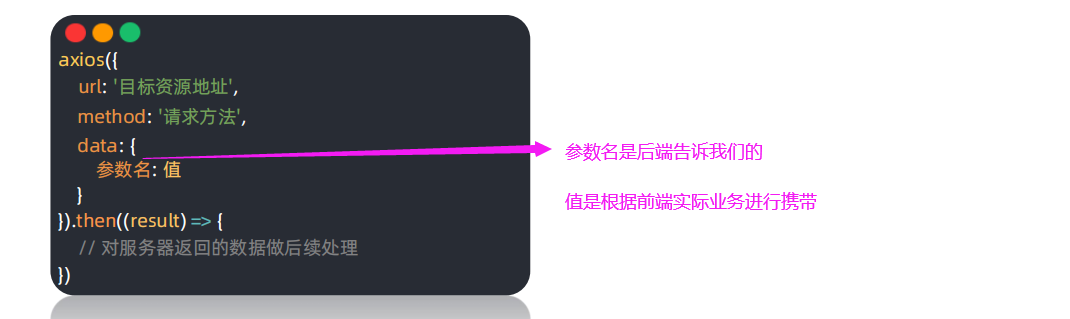 axios({
url: '目标资源地址',
method: '请求方法',
data: {
参数名: 值
}
}).then((result) => {
// 对服务器返回的数据做后续处理
})
参数名是后端告诉我们的
值是根据前端实际业务进行携带